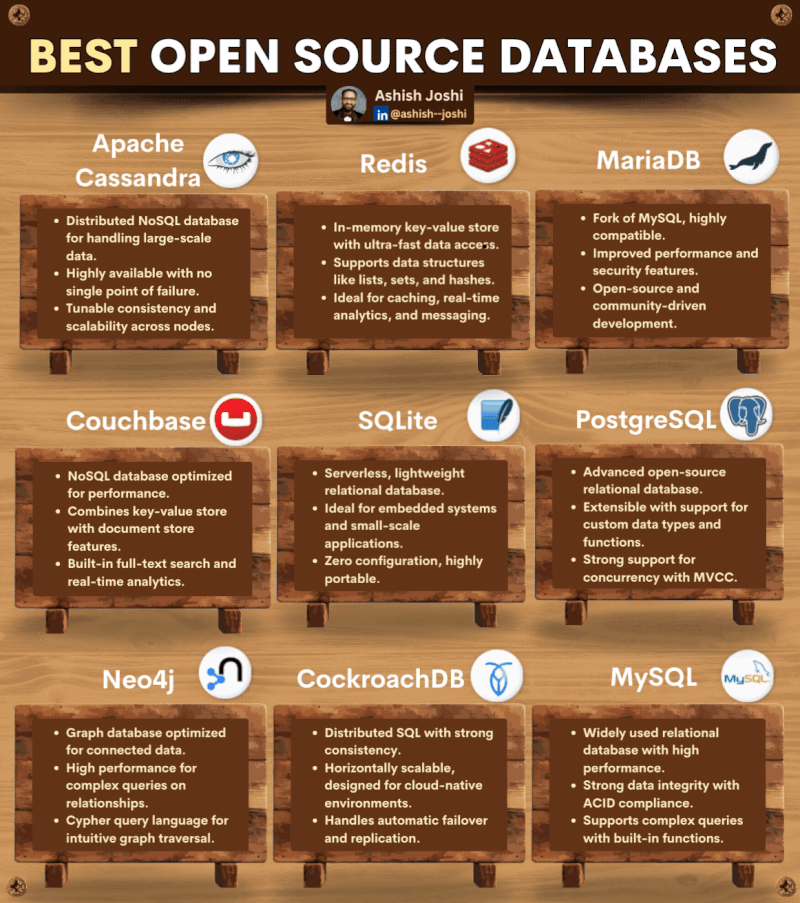 BEST OPEN SOURCE DATABASES
Ashish Joshi
in @ashish--joshi
Apache
Cassandra
• Distributed NoSQL database
for handling large-scale
data.
• Highly available with no
single point of failure.
• Tunable consistency and
scalability across nodes.
Redis
• In-memory key-value store
with ultra-fast data access.
• Supports data structures
like lists, sets, and hashes.
• Ideal for caching, real-time
analytics, and messaging.
MariaDB
• Fork of MySQL, highly
compatible.
• Improved performance and
security features.
• Open-source and
community-driven
development.
Couchbase
• NoSQL database optimized
for performance.
• Combines key-value store
with document store
features.
• Built-in full-text search and
real-time analytics.
SQLite
• Serverless, lightweight
relational database.
• Ideal for embedded systems
and small-scale
applications.
• Zero configuration, highly
portable.
PostgreSQL
• Advanced open-source
relational database.
• Extensible with support for
custom data types and
functions.
• Strong support for
concurrency with MVCC.
Neo4j
• Graph database optimized
for connected data.
• High performance for
complex queries on
relationships.
• Cypher query language for
intuitive graph traversal.
CockroachDB
• Distributed SQL with strong
consistency.
• Horizontally scalable,
designed for cloud-native
environments.
• Handles automatic failover
and replication.
MySQL
MySQL
• Widely used relational
database with high
performance.
• Strong data integrity with
ACID compliance.
• Supports complex queries
with built-in functions.